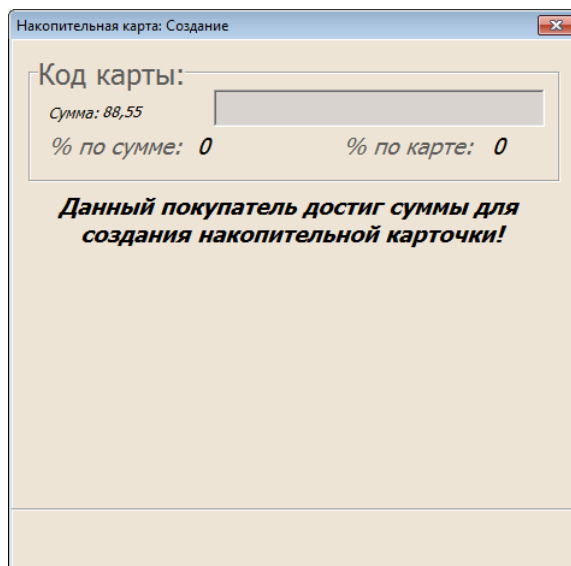 Накопительная карта: Создание
Код карты:
Сумма: 88,55
% по сумме: 0 % по карте: 0
Данный покупатель достиг суммы для
создания накопительной карточки!